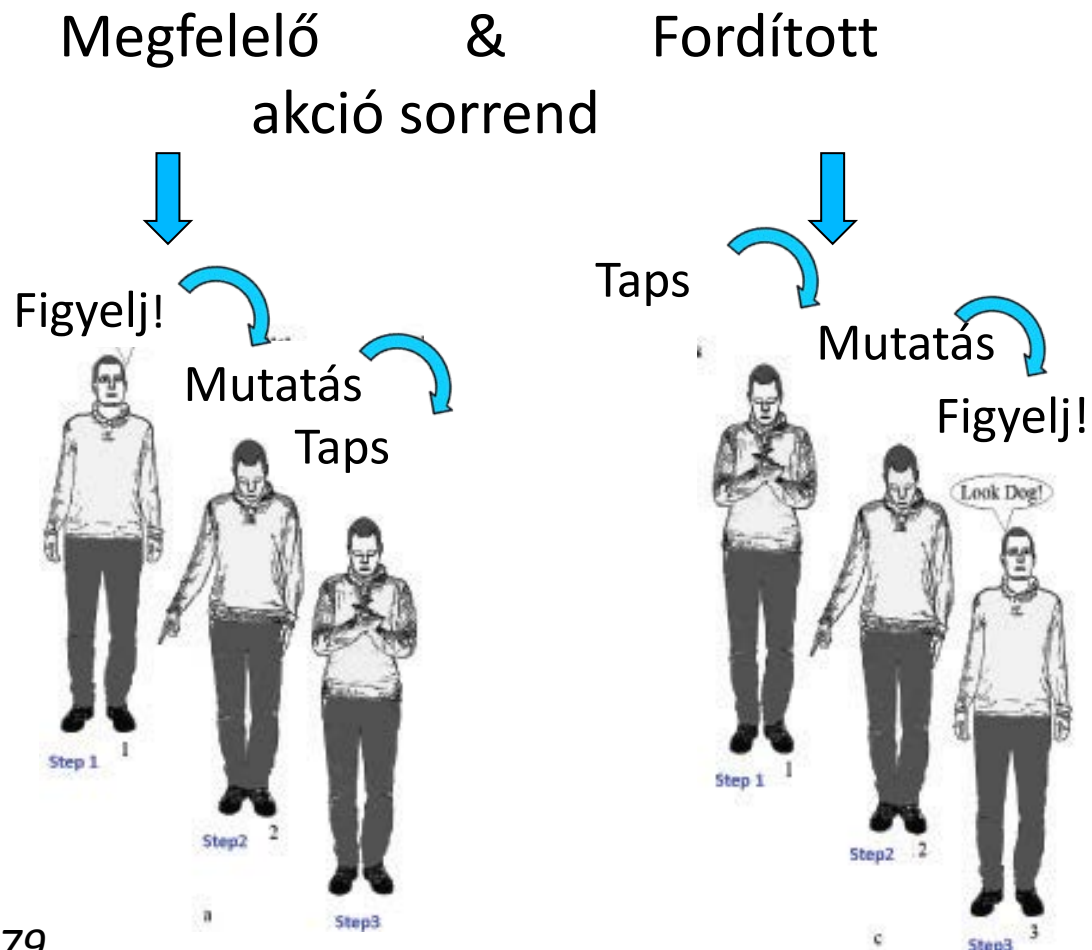 Megfelelő & Fordított
akció sorrend
Figyelj!
Mutatás
Taps
Step 1 1
Step2 2
Step3
a
Taps
Mutatás
Figyelj!
Look Dog!
Step 1 1
Step2 2
Step3 3
c
79